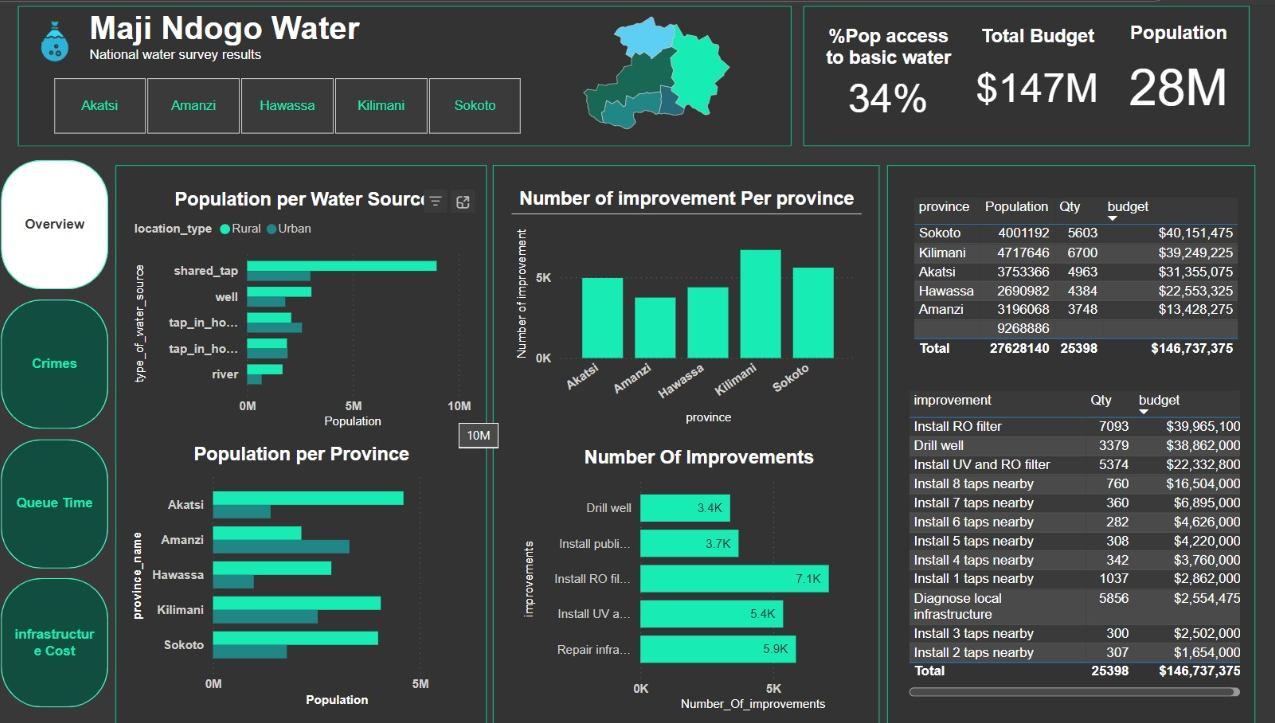 Maji Ndogo Water
National water survey results
Akatsi
Amanzi
Hawassa
Kilimani
Sokoto
%Pop access
to basic water
34%
Total Budget
$147M
Population
28M
Overview
Crimes
Queue Time
infrastructur
e Cost
Population per Water Source
location_type Rural Urban
type_of_water_source
shared_tap
well
tap_in_ho...
tap_in_ho...
river
0M 5M 10M
Population
10M
Population per Province
province_name
Akatsi
Amanzi
Hawassa
Kilimani
Sokoto
0M 5M
Population
Number of improvement Per province
Number of improvement
5K
0K
Akatsi Amanzi Hawassa Kilimani Sokoto
province
Number Of Improvements
improvements
Drill well 3.4K
Install publi... 3.7K
Install RO fil... 7.1K
Install UV a... 5.4K
Repair infra... 5.9K
0K 5K
Number_Of_improvements
province Population Qty budget
Sokoto 4001192 5603 $40,151,475
Kilimani 4717646 6700 $39,249,225
Akatsi 3753366 4963 $31,355,075
Hawassa 2690982 4384 $22,553,325
Amanzi 3196068 3748 $13,428,275
9268886
Total 27628140 25398 $146,737,375
improvement Qty budget
Install RO filter 7093 $39,965,100
Drill well 3379 $38,862,000
Install UV and RO filter 5374 $22,332,800
Install 8 taps nearby 760 $16,504,000
Install 7 taps nearby 360 $6,895,000
Install 6 taps nearby 282 $4,626,000
Install 5 taps nearby 308 $4,220,000
Install 4 taps nearby 342 $3,760,000
Install 1 taps nearby 1037 $2,862,000
Diagnose local
infrastructure 5856 $2,554,475
Install 3 taps nearby 300 $2,502,000
Install 2 taps nearby 307 $1,654,000
Total 25398 $146,737,375